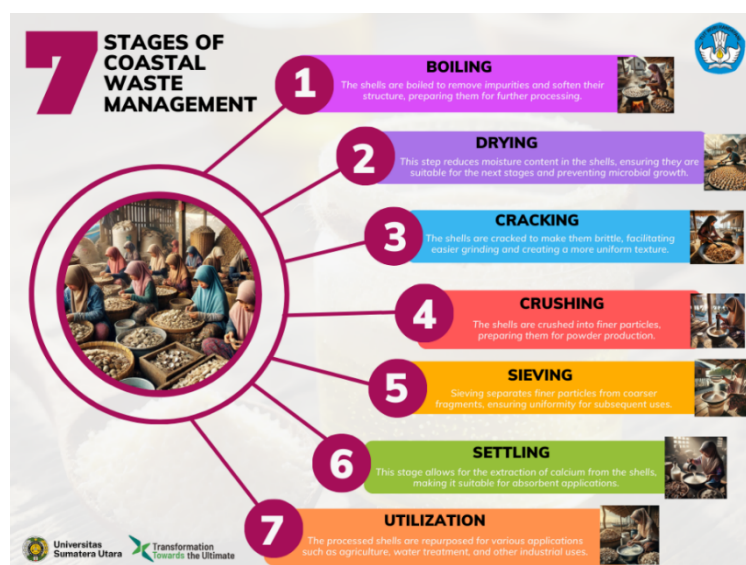 7
STAGES OF
COASTAL
WASTE
MANAGEMENT
1
BOILING
The shells are boiled to remove impurities and soften their
structure, preparing them for further processing.
2
DRYING
This step reduces moisture content in the shells, ensuring they are
suitable for the next stages and preventing microbial growth.
3
CRACKING
The shells are cracked to make them brittle, facilitating
easier grinding and creating a more uniform texture.
4
CRUSHING
The shells are crushed into finer particles,
preparing them for powder production.
5
SIEVING
Sieving separates finer particles from coarser
fragments, ensuring uniformity for subsequent uses.
6
SETTLING
This stage allows for the extraction of calcium from the shells,
making it suitable for absorbent applications.
7
UTILIZATION
The processed shells are repurposed for various applications
such as agriculture, water treatment, and other industrial uses.
Universitas
Sumatera Utara
Transformation
Towards the Ultimate